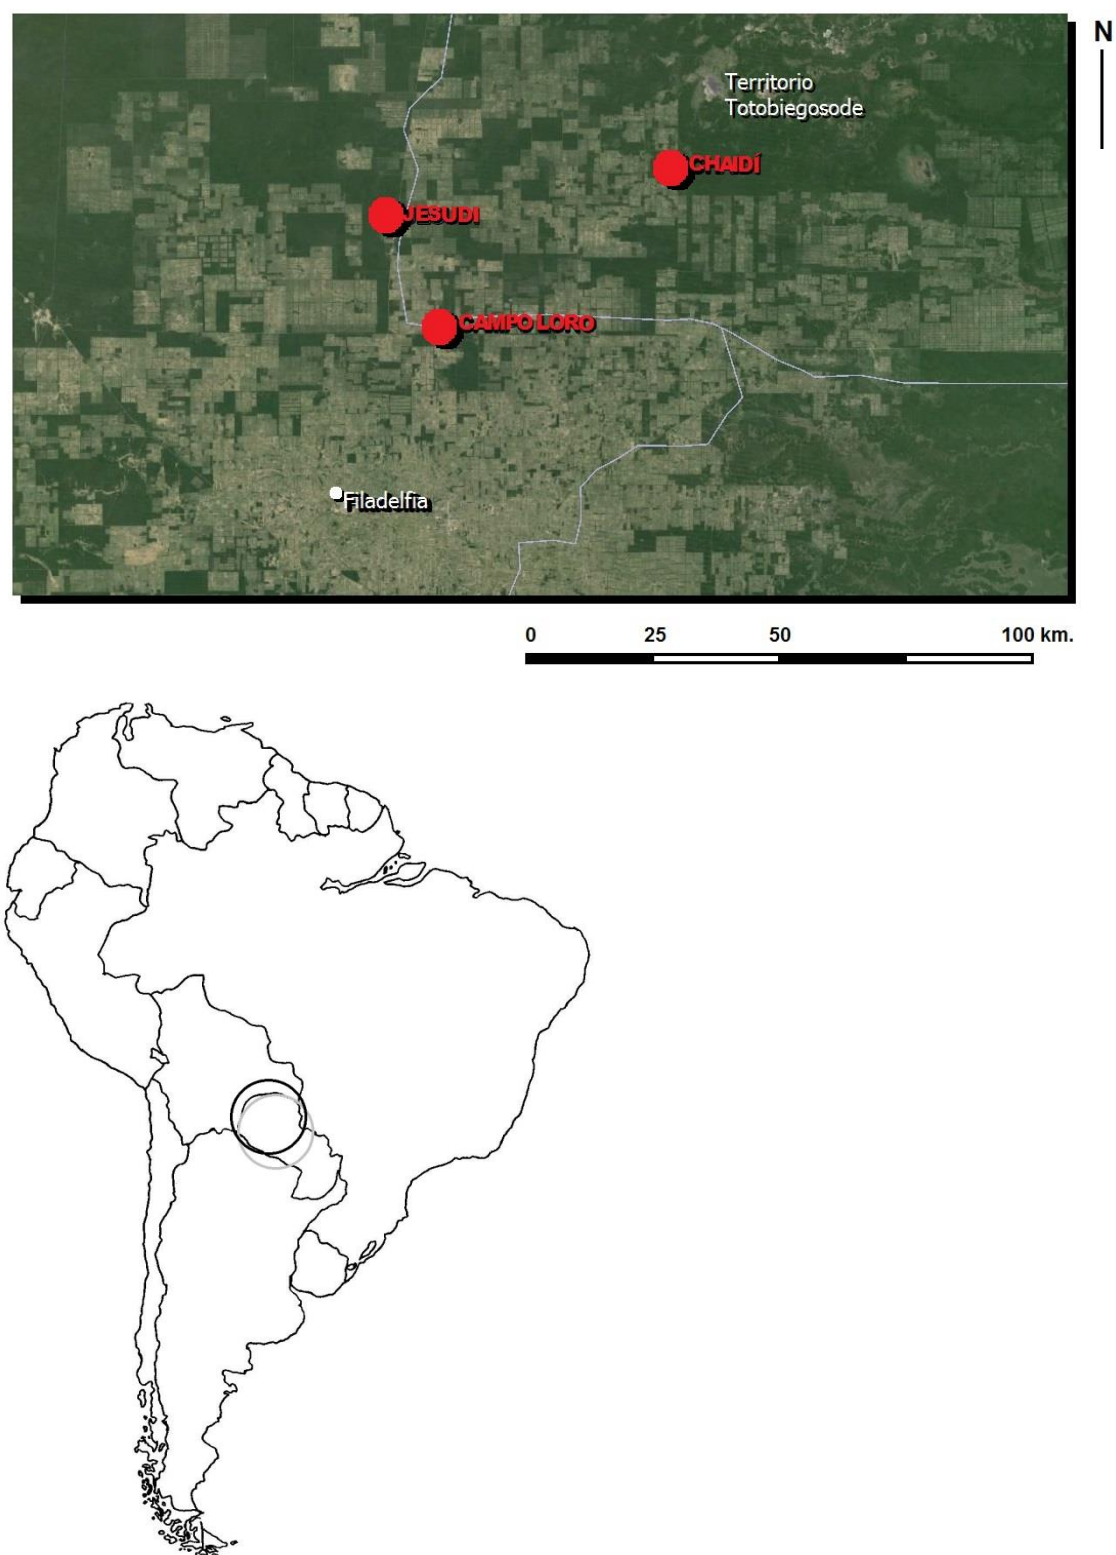 N
Territorio
Totobiegosode
CHAIDÍ
JESUDI
CAMPO LORO
Filadelfia
0 25 50 100 km.